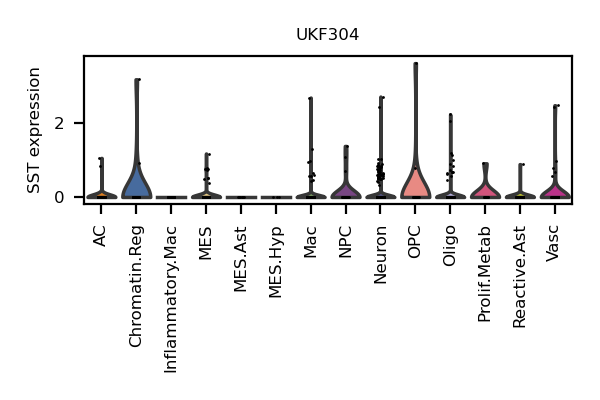 UKF304
SST expression
2
0
AC
Chromatin.Reg
Inflammatory.Mac
MES
MES.Ast
MES.Hyp
Mac
NPC
Neuron
OPC
Oligo
Prolif.Metab
Reactive.Ast
Vasc